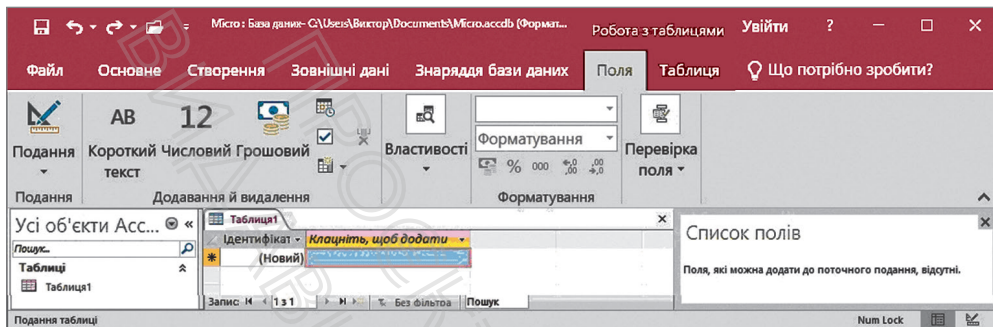 Місто : База даних- C:\Users\Виктор\Documents\Місто.accdb (Формат... Робота з таблицями Увійти ?
Файл Основне Створення Зовнішні дані Знаряддя бази даних Поля Таблиця Що потрібно зробити?
AB 12
Подання Короткий текст Числовий Грошовий Властивості Форматування % 000 Перевірка поля
Подання Додавання й видалення Форматування
Усі об'єкти Acc... « Таблиця1 × Список полів ×
Пошук... Ідентифікат Клацніть, щоб додати
Таблиці * (Новий) Поля, які можна додати до поточного подання, відсутні.
Таблиця1
Запис: 1 з 1 Без фільтра Пошук
Подання таблиці Num Lock